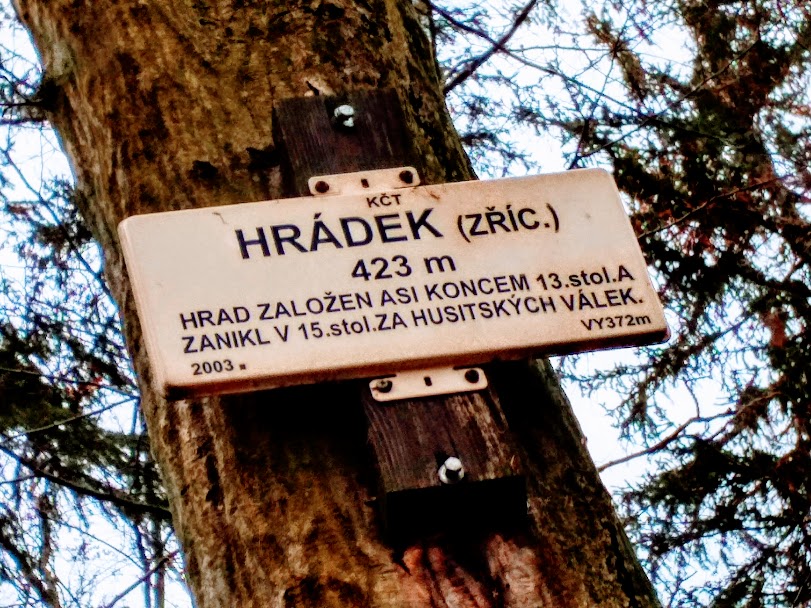 KČT
HRÁDEK (ZŘÍC.)
423 m
HRAD ZALOŽEN ASI KONCEM 13.stol.A
ZANIKL V 15.stol.ZA HUSITSKÝCH VÁLEK.
2003 VY372m